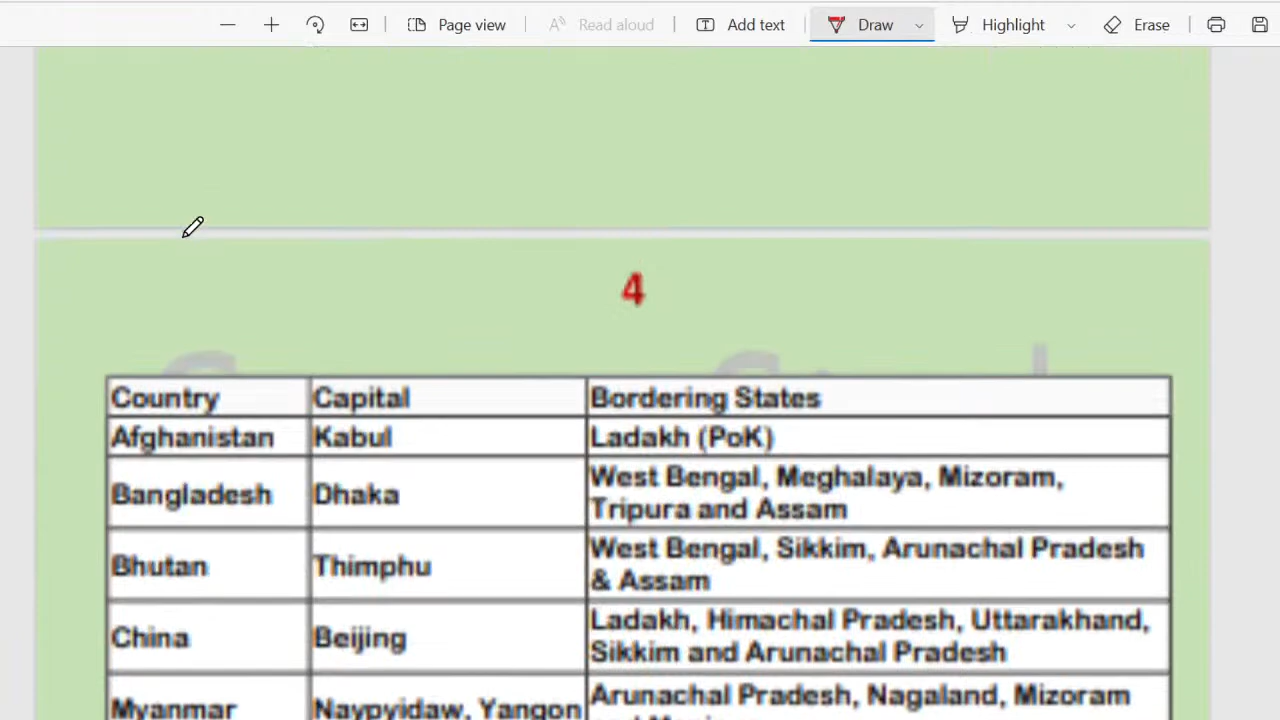 Page view
Read aloud
Add text
Draw
Highlight
Erase
4
Country Capital Bordering States
Afghanistan Kabul Ladakh (PoK)
Bangladesh Dhaka West Bengal, Meghalaya, Mizoram,
Tripura and Assam
Bhutan Thimphu West Bengal, Sikkim, Arunachal Pradesh
& Assam
China Beijing Ladakh, Himachal Pradesh, Uttarakhand,
Sikkim and Arunachal Pradesh
Myanmar Naypyidaw, Yangon Arunachal Pradesh, Nagaland, Mizoram